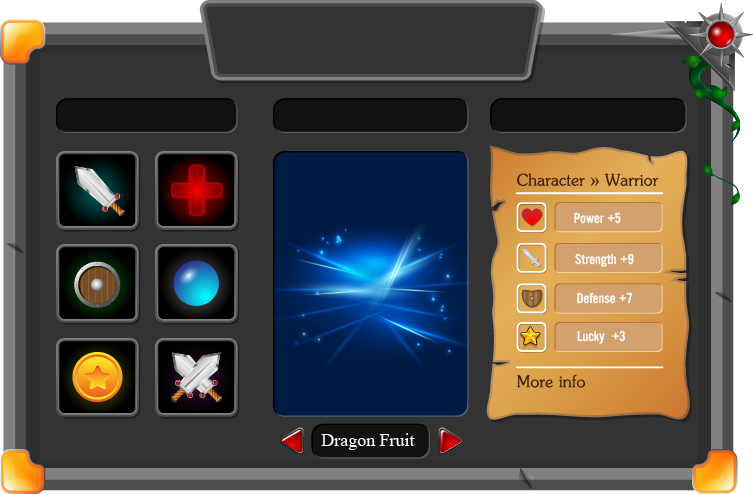 Character » Warrior
Power +5
Strength +9
Defense +7
Lucky +3
More info
Dragon Fruit